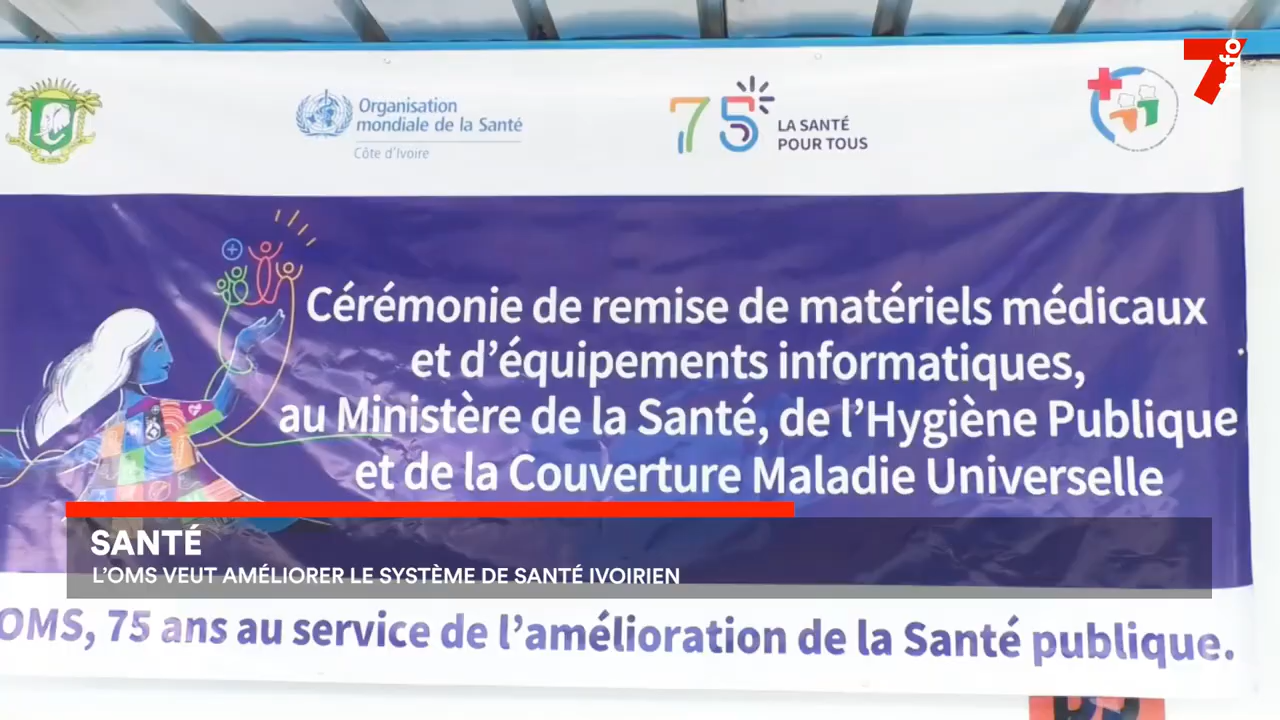 Organisation
mondiale de la Santé
Côte d'Ivoire
75
LA SANTÉ
POUR TOUS
7
info
Cérémonie de remise de matériels médicaux
et d'équipements informatiques,
au Ministère de la Santé, de l'Hygiène Publique
et de la Couverture Maladie Universelle
SANTÉ
L'OMS VEUT AMÉLIORER LE SYSTÈME DE SANTÉ IVOIRIEN
OMS, 75 ans au service de l'amélioration de la Santé publique.